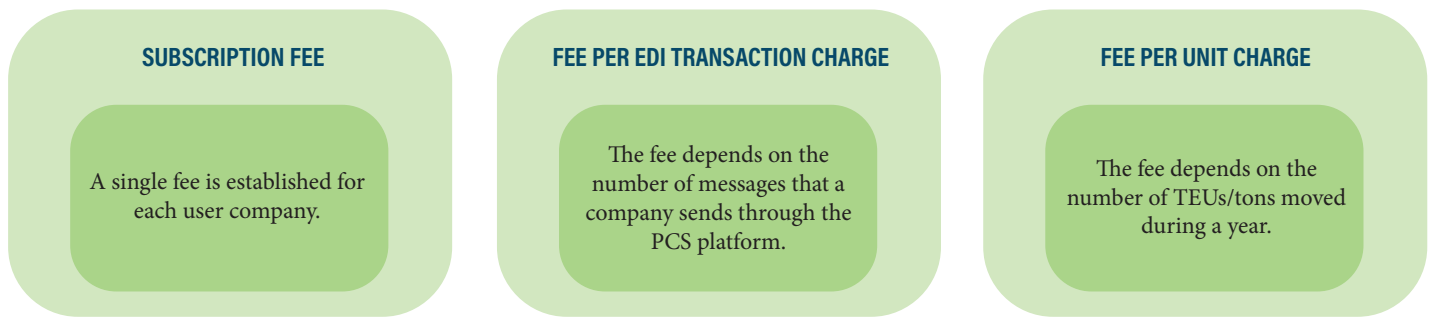 SUBSCRIPTION FEE
A single fee is established for
each user company.
FEE PER EDI TRANSACTION CHARGE
The fee depends on the
number of messages that a
company sends through the
PCS platform.
FEE PER UNIT CHARGE
The fee depends on the
number of TEUs/tons moved
during a year.